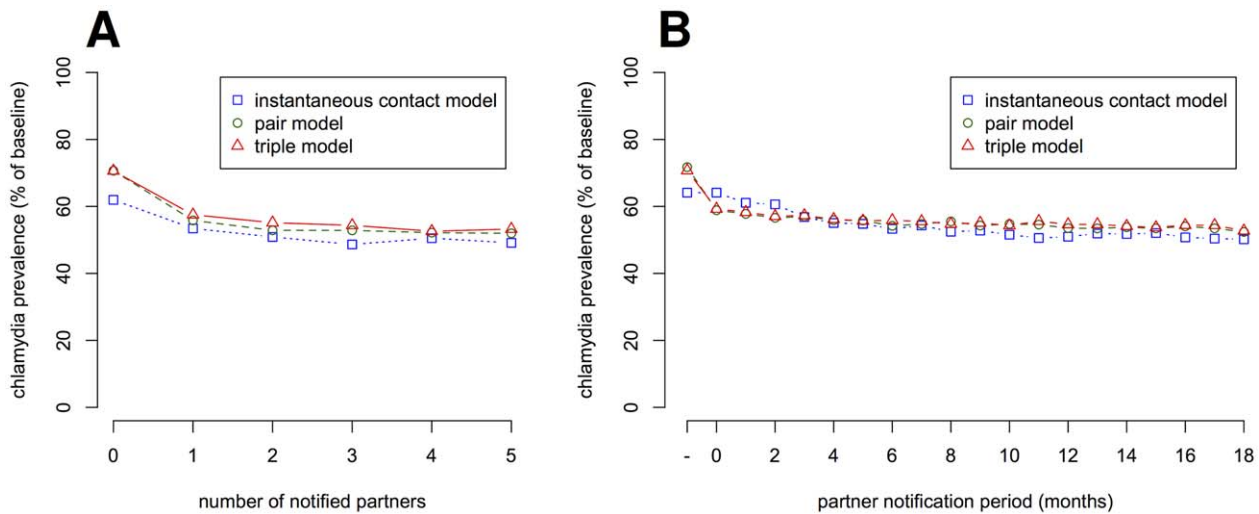 A
chlamydia prevalence (% of baseline)
0 20 40 60 80 100
instantaneous contact model
pair model
triple model
0 1 2 3 4 5
number of notified partners
B
chlamydia prevalence (% of baseline)
0 20 40 60 80 100
instantaneous contact model
pair model
triple model
- 0 2 4 6 8 10 12 14 16 18
partner notification period (months)